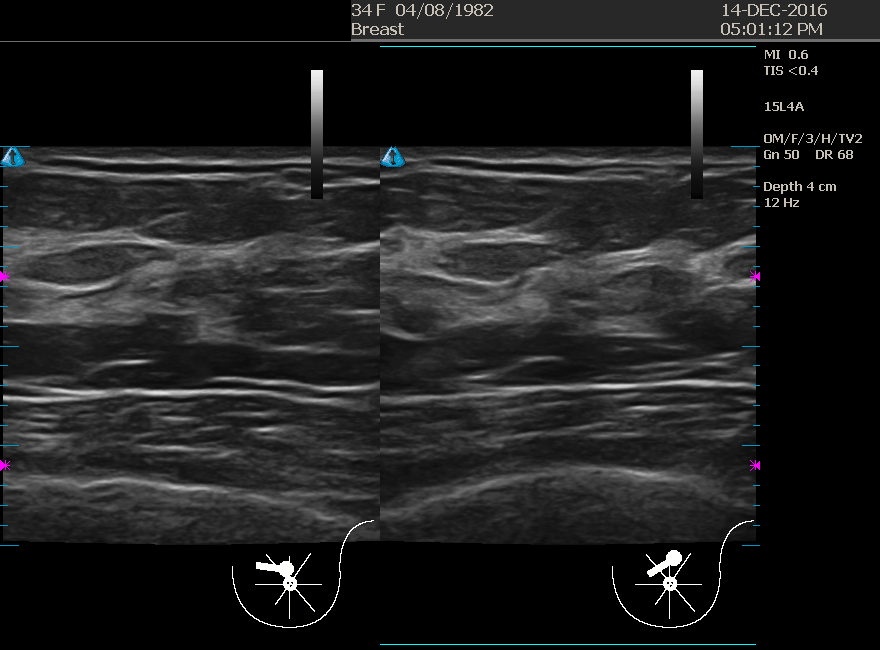 34 F 04/08/1982
14-DEC-2016
Breast
05:01:12 PM
MI 0.6
TIS <0.4
15L4A
OM/F/3/H/TV2
Gn 50 DR 68
Depth 4 cm
12 Hz